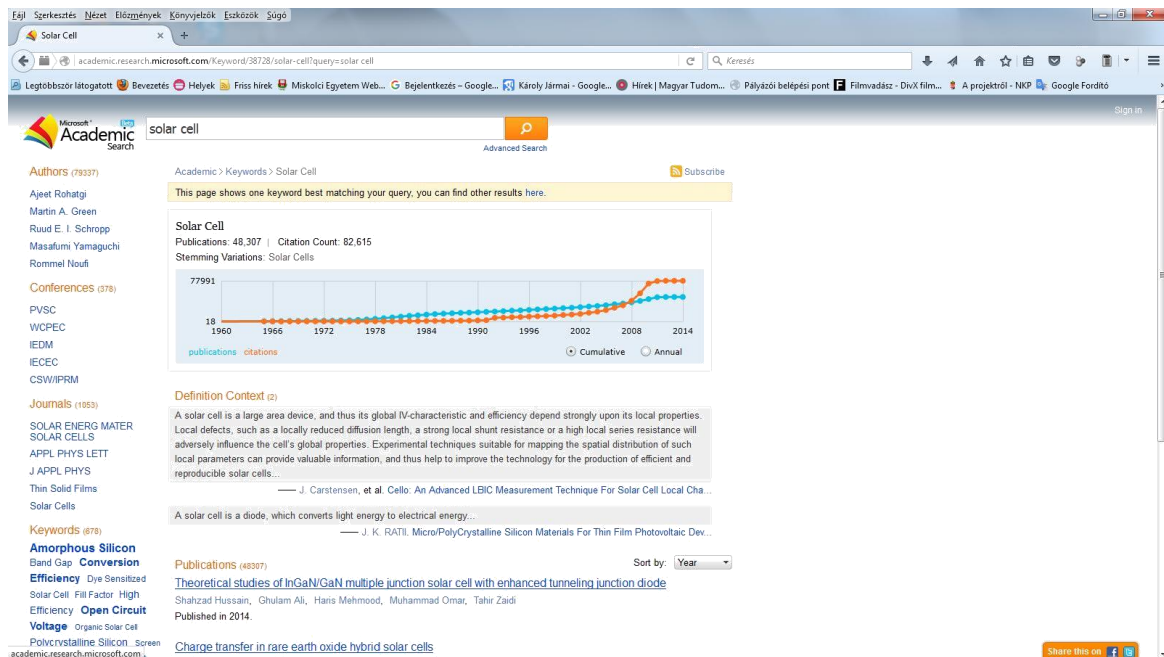 Fájl Szerkesztés Nézet Előzmények Könyvjelzők Eszközök Súgó
Solar Cell
academic.research.microsoft.com/Keyword/38728/solar-cell?query=solar cell
Keresés
Legtöbbször látogatott Bevezetés Helyek Friss hírek Miskolci Egyetem Web... Bejelentkezés – Google... Károly Jármai - Google... Hírek | Magyar Tudom... Pályázói belépési pont Filmvadász - DivX film... A projektről - NKP Google Fordító
Sign in
Microsoft Academic Search Beta
solar cell
Advanced Search
Authors (79337)
Ajeet Rohatgi
Martin A. Green
Ruud E. I. Schropp
Masafumi Yamaguchi
Rommel Noufi
Conferences (378)
PVSC
WCPEC
IEDM
IECEC
CSW/IPRM
Journals (1053)
SOLAR ENERG MATER
SOLAR CELLS
APPL PHYS LETT
J APPL PHYS
Thin Solid Films
Solar Cells
Keywords (678)
Amorphous Silicon
Band Gap Conversion
Efficiency Dye Sensitized
Solar Cell Fill Factor High
Efficiency Open Circuit
Voltage Organic Solar Cell
Polycrystalline Silicon Screen
academic.research.microsoft.com
Academic > Keywords > Solar Cell
Subscribe
This page shows one keyword best matching your query, you can find other results here.
Solar Cell
Publications: 48,307 | Citation Count: 82,615
Stemming Variations: Solar Cells
77991
18
1960 1966 1972 1978 1984 1990 1996 2002 2008 2014
publications citations
Cumulative Annual
Definition Context (2)
A solar cell is a large area device, and thus its global IV-characteristic and efficiency depend strongly upon its local properties.
Local defects, such as a locally reduced diffusion length, a strong local shunt resistance or a high local series resistance will
adversely influence the cell's global properties. Experimental techniques suitable for mapping the spatial distribution of such
local parameters can provide valuable information, and thus help to improve the technology for the production of efficient and
reproducible solar cells...
—— J. Carstensen, et al. Cello: An Advanced LBIC Measurement Technique For Solar Cell Local Cha...
A solar cell is a diode, which converts light energy to electrical energy...
—— J. K. RATII. Micro/PolyCrystalline Silicon Materials For Thin Film Photovoltaic Dev...
Publications (48307)
Sort by: Year
Theoretical studies of InGaN/GaN multiple junction solar cell with enhanced tunneling junction diode
Shahzad Hussain, Ghulam Ali, Haris Mehmood, Muhammad Omar, Tahir Zaidi
Published in 2014.
Charge transfer in rare earth oxide hybrid solar cells
Share this on